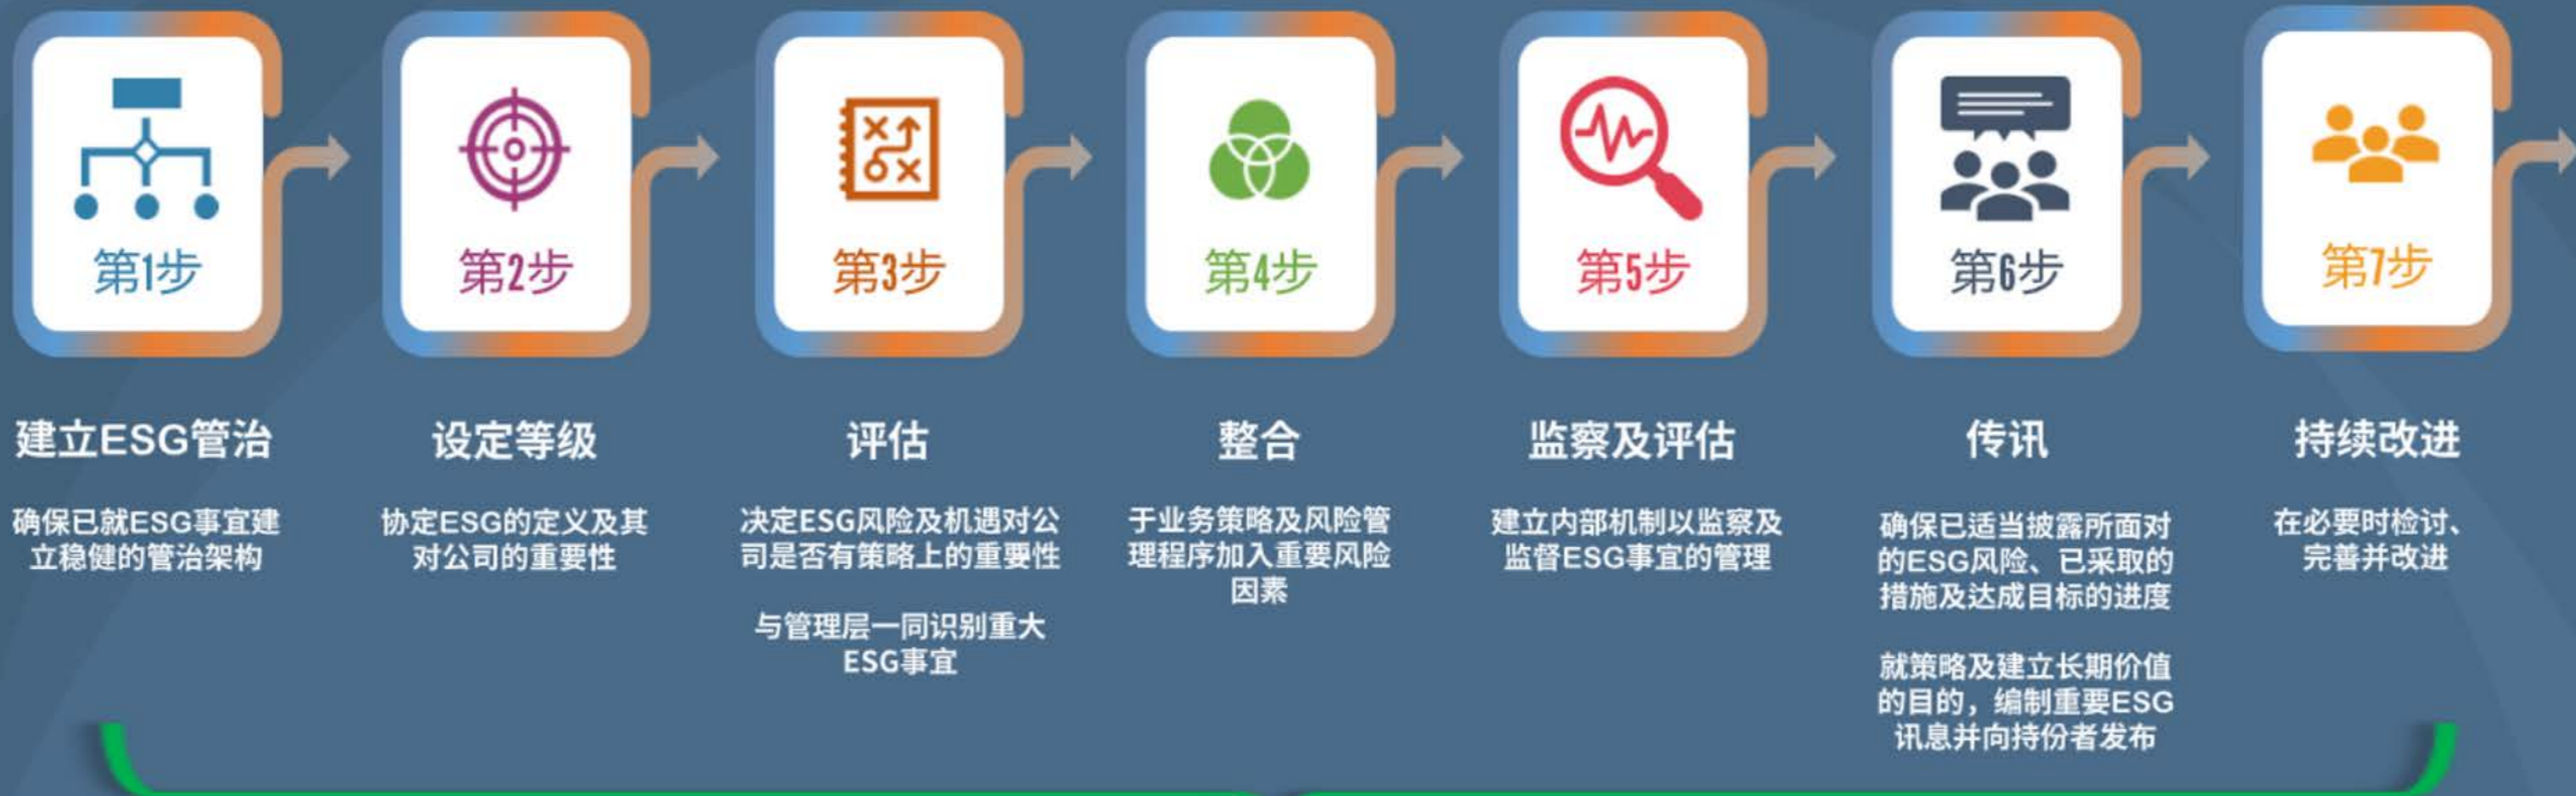 第1步
第2步
第3步
第4步
第5步
第6步
第7步
建立ESG管治
确保已就ESG事宜建
立稳健的管治架构
设定等级
协定ESG的定义及其
对公司的重要性
评估
决定ESG风险及机遇对公
司是否有策略上的重要性
与管理层一同识别重大
ESG事宜
整合
于业务策略及风险管
理程序加入重要风险
因素
监察及评估
建立内部机制以监察及
监督ESG事宜的管理
传讯
确保已适当披露所面对
的ESG风险、已采取的
措施及达成目标的进度
就策略及建立长期价值
的目的，编制重要ESG
讯息并向持份者发布
持续改进
在必要时检讨、
完善并改进